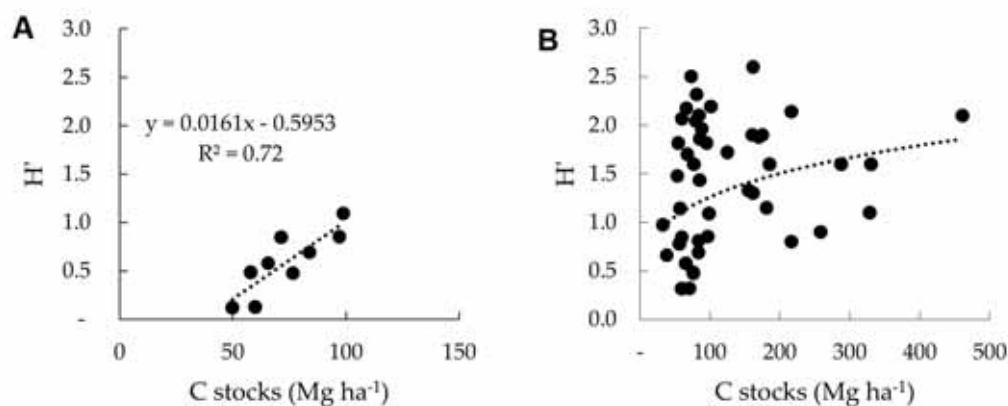 A
3.0
2.5
2.0
1.5
1.0
0.5
-
H'
y = 0.0161x - 0.5953
R² = 0.72
0 50 100 150
C stocks (Mg ha⁻¹)
B
3.0
2.5
2.0
1.5
1.0
0.5
0.0
H'
- 100 200 300 400 500
C stocks (Mg ha⁻¹)